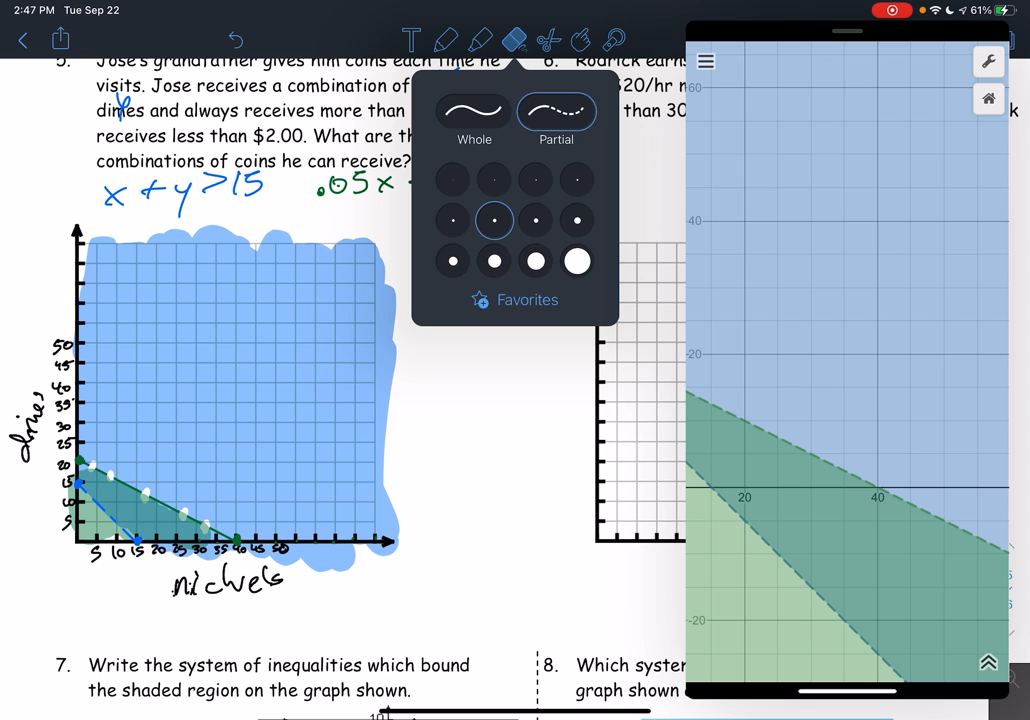 2:47 PM Tue Sep 22
61%
5. Jose's grandfather gives him coins each time he
visits. Jose receives a combination of
dimes and always receives more than
receives less than $2.00. What are th
combinations of coins he can receive?
x + y > 15
.05x
6. Rodrick earn
$20/hr
than 30
Whole
Partial
Favorites
50
45
40
35
30
25
20
15
10
5
dimes
5 10 15 20 25 30 35 40 45 50
nickels
60
40
20
20
40
-20
7. Write the system of inequalities which bound
the shaded region on the graph shown.
10
8. Which syster
graph shown